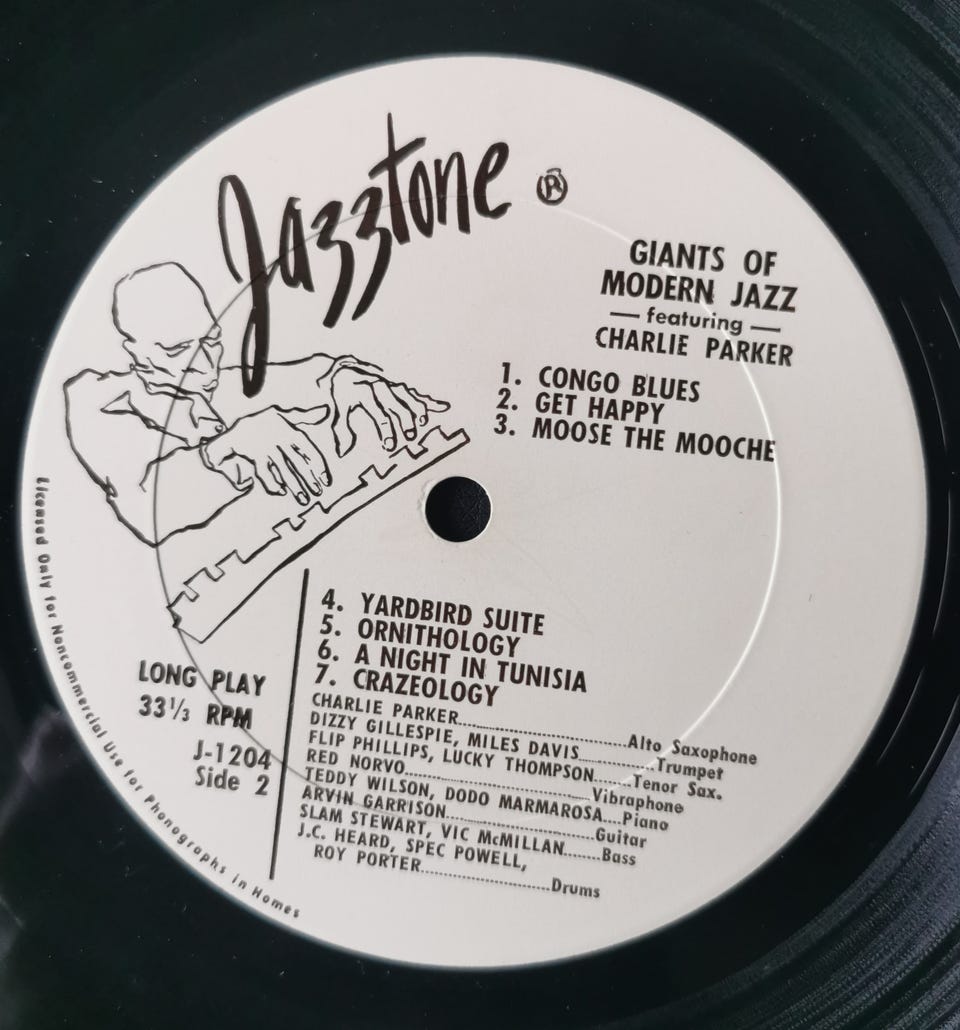 Jazztone ®
GIANTS OF
MODERN JAZZ
— featuring —
CHARLIE PARKER
1. CONGO BLUES
2. GET HAPPY
3. MOOSE THE MOOCHE
4. YARDBIRD SUITE
5. ORNITHOLOGY
6. A NIGHT IN TUNISIA
7. CRAZEOLOGY
CHARLIE PARKER........................Alto Saxophone
DIZZY GILLESPIE, MILES DAVIS............Trumpet
FLIP PHILLIPS, LUCKY THOMPSON......Tenor Sax.
RED NORVO..............................Vibraphone
TEDDY WILSON, DODO MARMAROSA....Piano
ARVIN GARRISON........................Guitar
SLAM STEWART, VIC McMILLAN.......Bass
J.C. HEARD, SPEC POWELL,
ROY PORTER....................Drums
LONG PLAY
33⅓ RPM
J-1204
Side 2
Licensed Only for Noncommercial Use for Phonographs in Homes